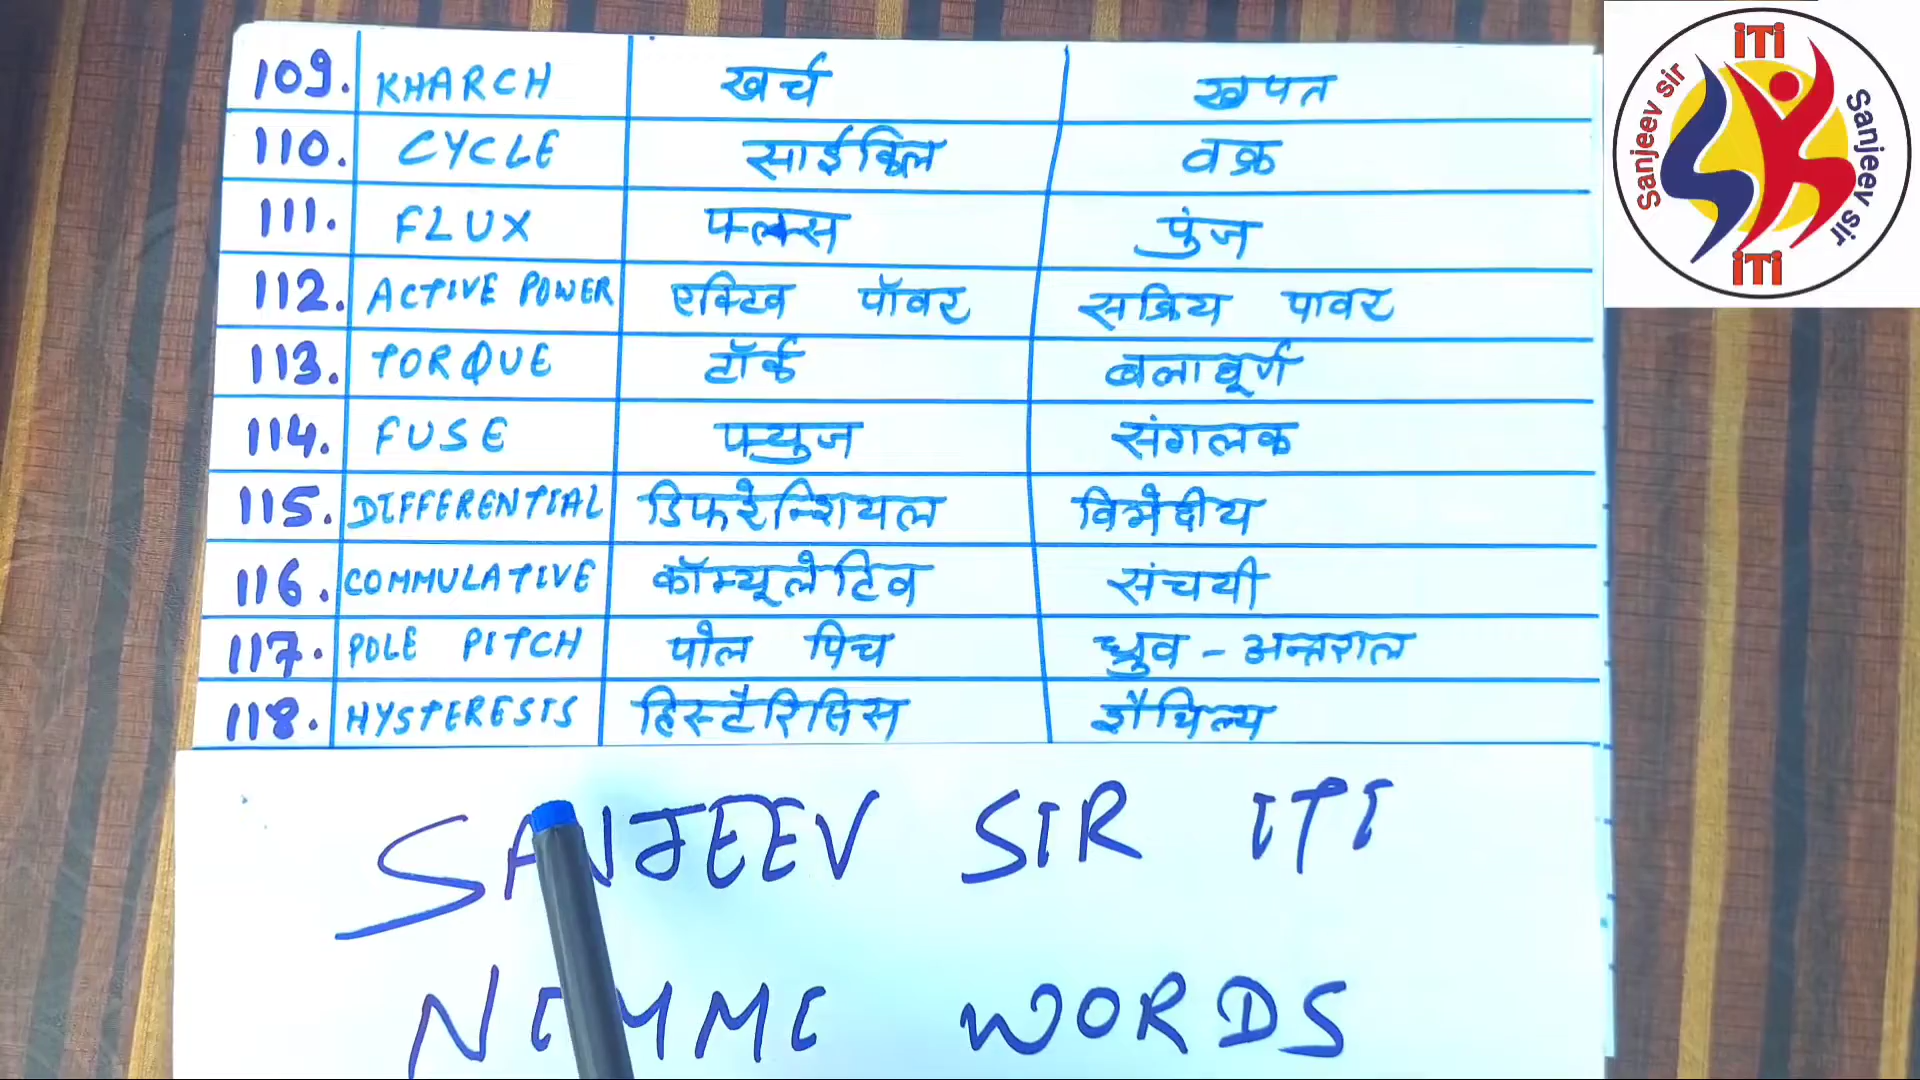 109. KHARCH खर्च खपत
110. CYCLE साईकिल वक्र
111. FLUX फ्लक्स पुंज
112. ACTIVE POWER एक्टिव पॉवर सक्रिय पावर
113. TORQUE टॉर्क बलाघूर्ण
114. FUSE फ्युज संगलक
115. DIFFERENTIAL डिफरेन्शियल विभेदीय
116. COMMULATIVE कॉम्यूलेटिव संचयी
117. POLE PITCH पोल पिच ध्रुव - अन्तराल
118. HYSTERESIS हिस्टैरिसिस शैथिल्य
SANJEEV SIR ITI
WORDS
iTi
Sanjeev sir
Sanjeev sir
iTi